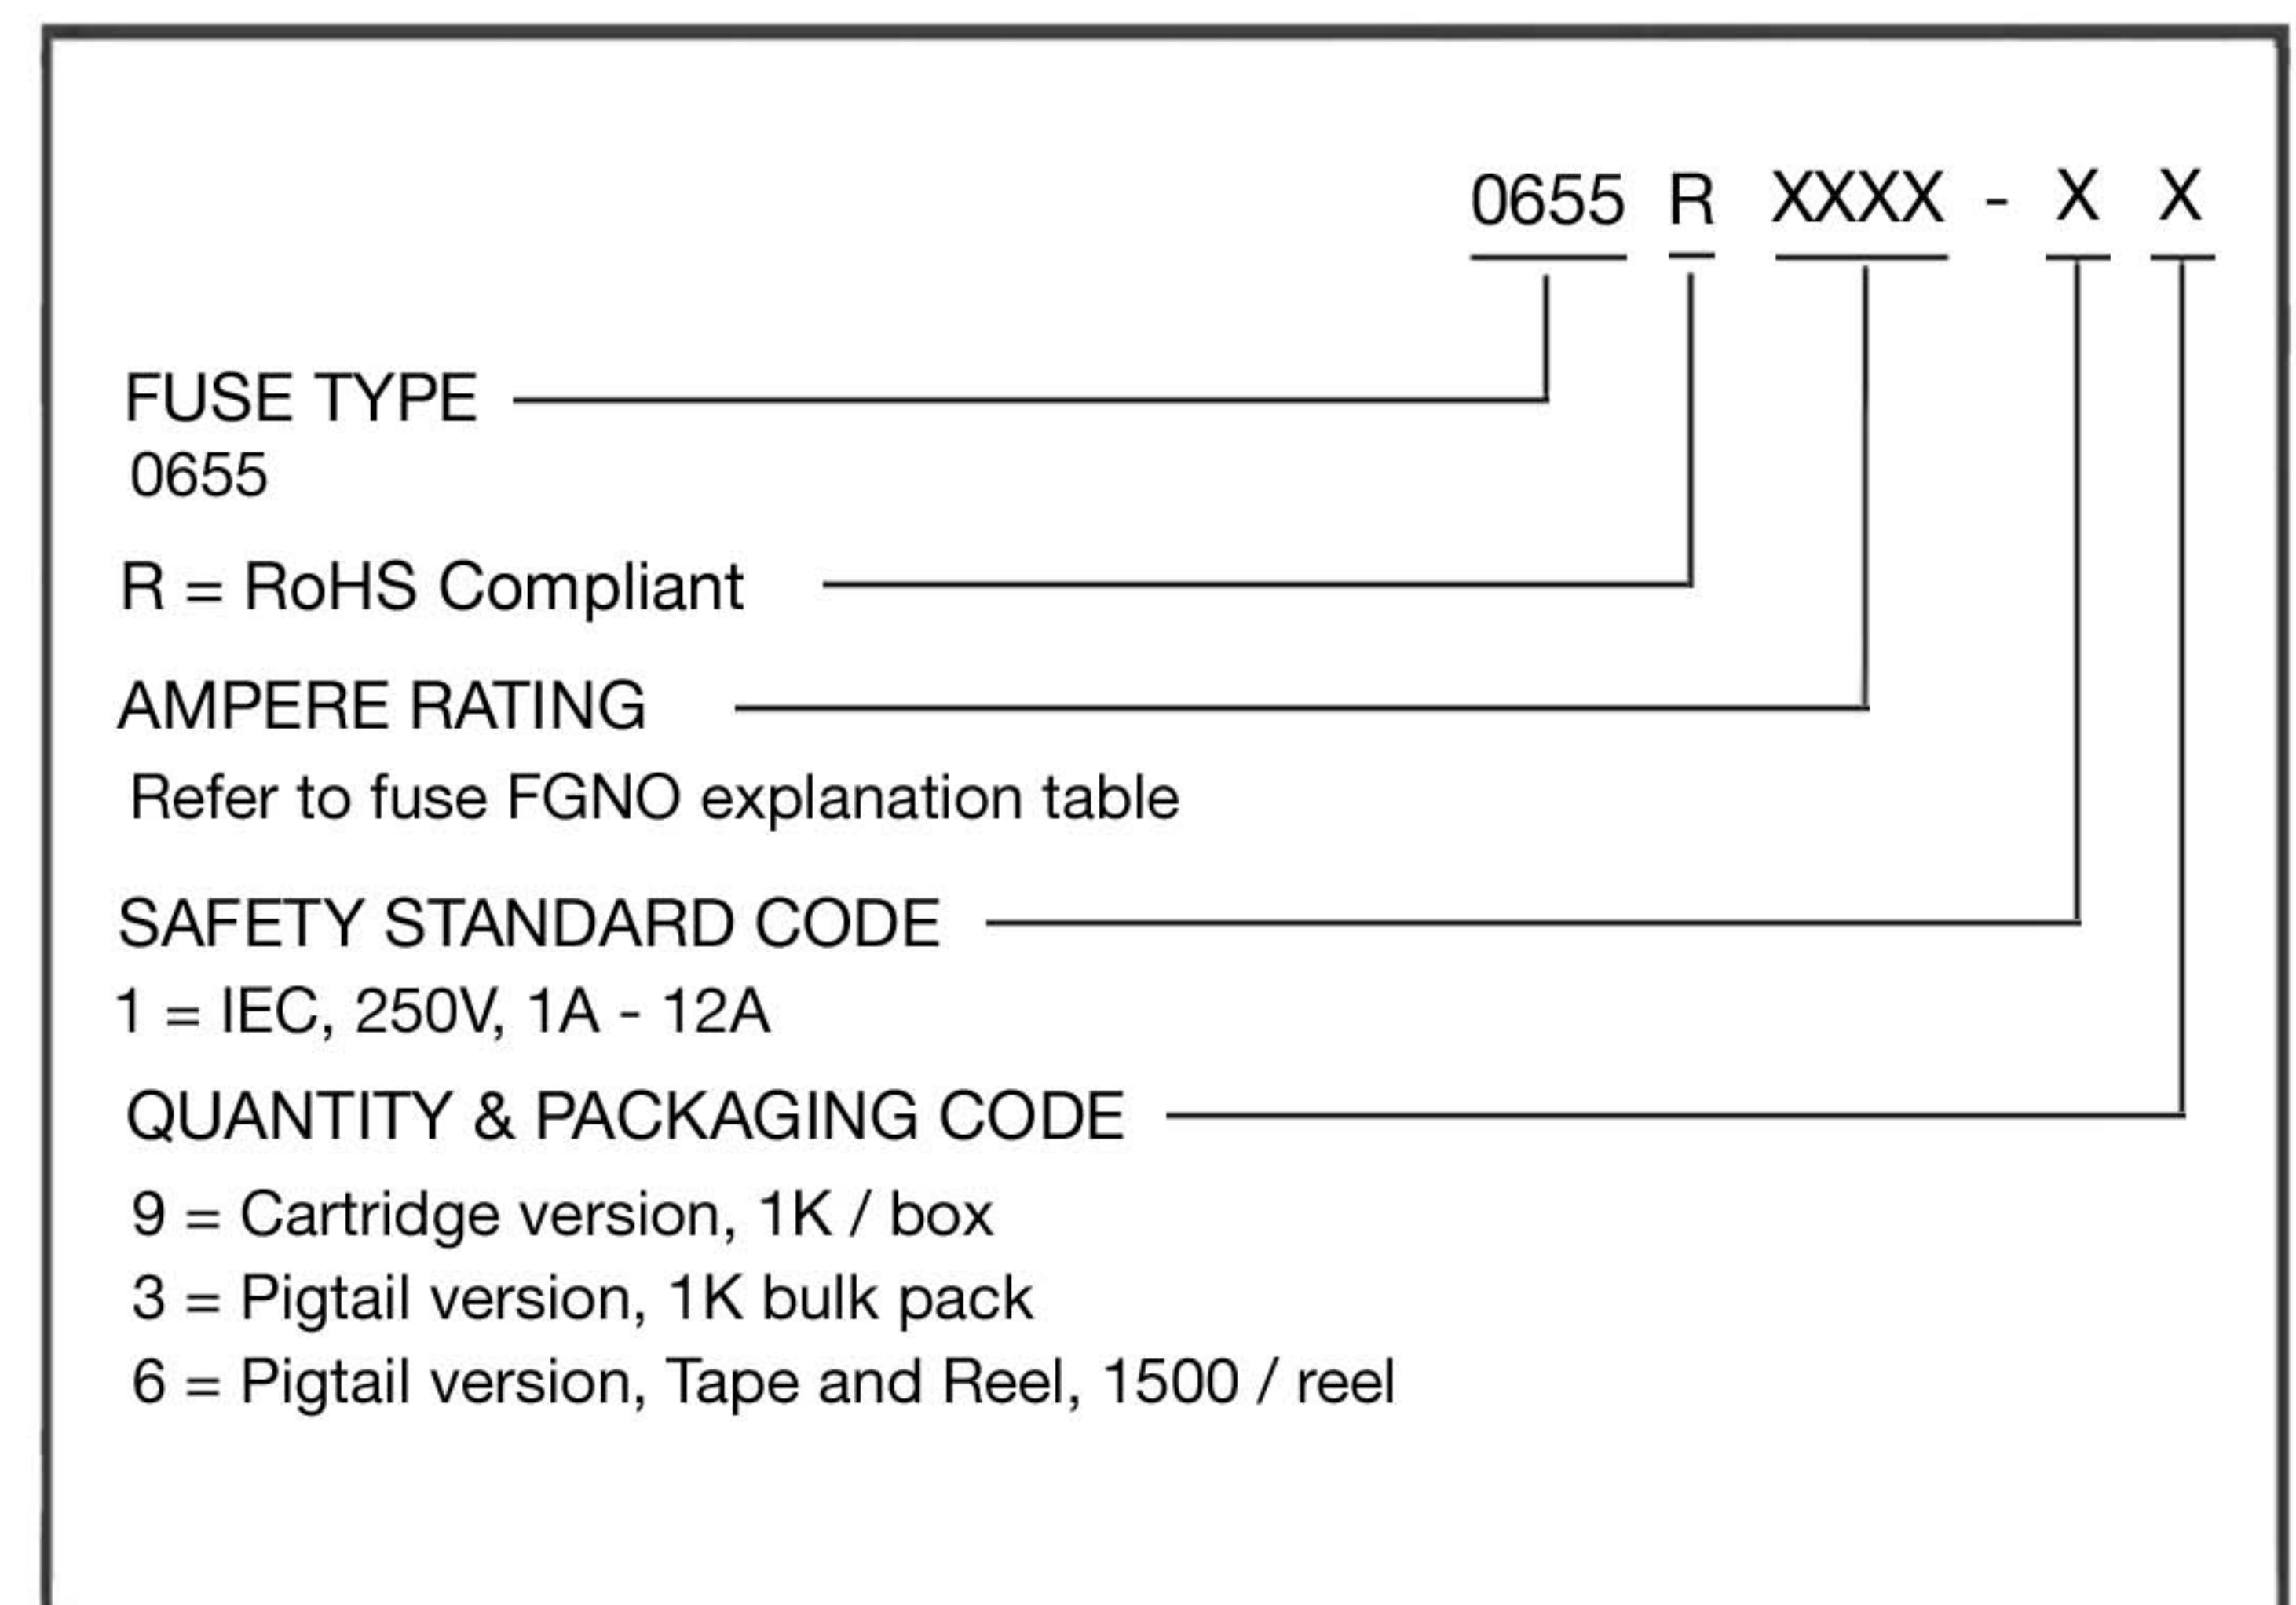 0655 R XXXX - X X
FUSE TYPE
0655
R = RoHS Compliant
AMPERE RATING
Refer to fuse FGNO explanation table
SAFETY STANDARD CODE
1 = IEC, 250V, 1A - 12A
QUANTITY & PACKAGING CODE
9 = Cartridge version, 1K / box
3 = Pigtail version, 1K bulk pack
6 = Pigtail version, Tape and Reel, 1500 / reel